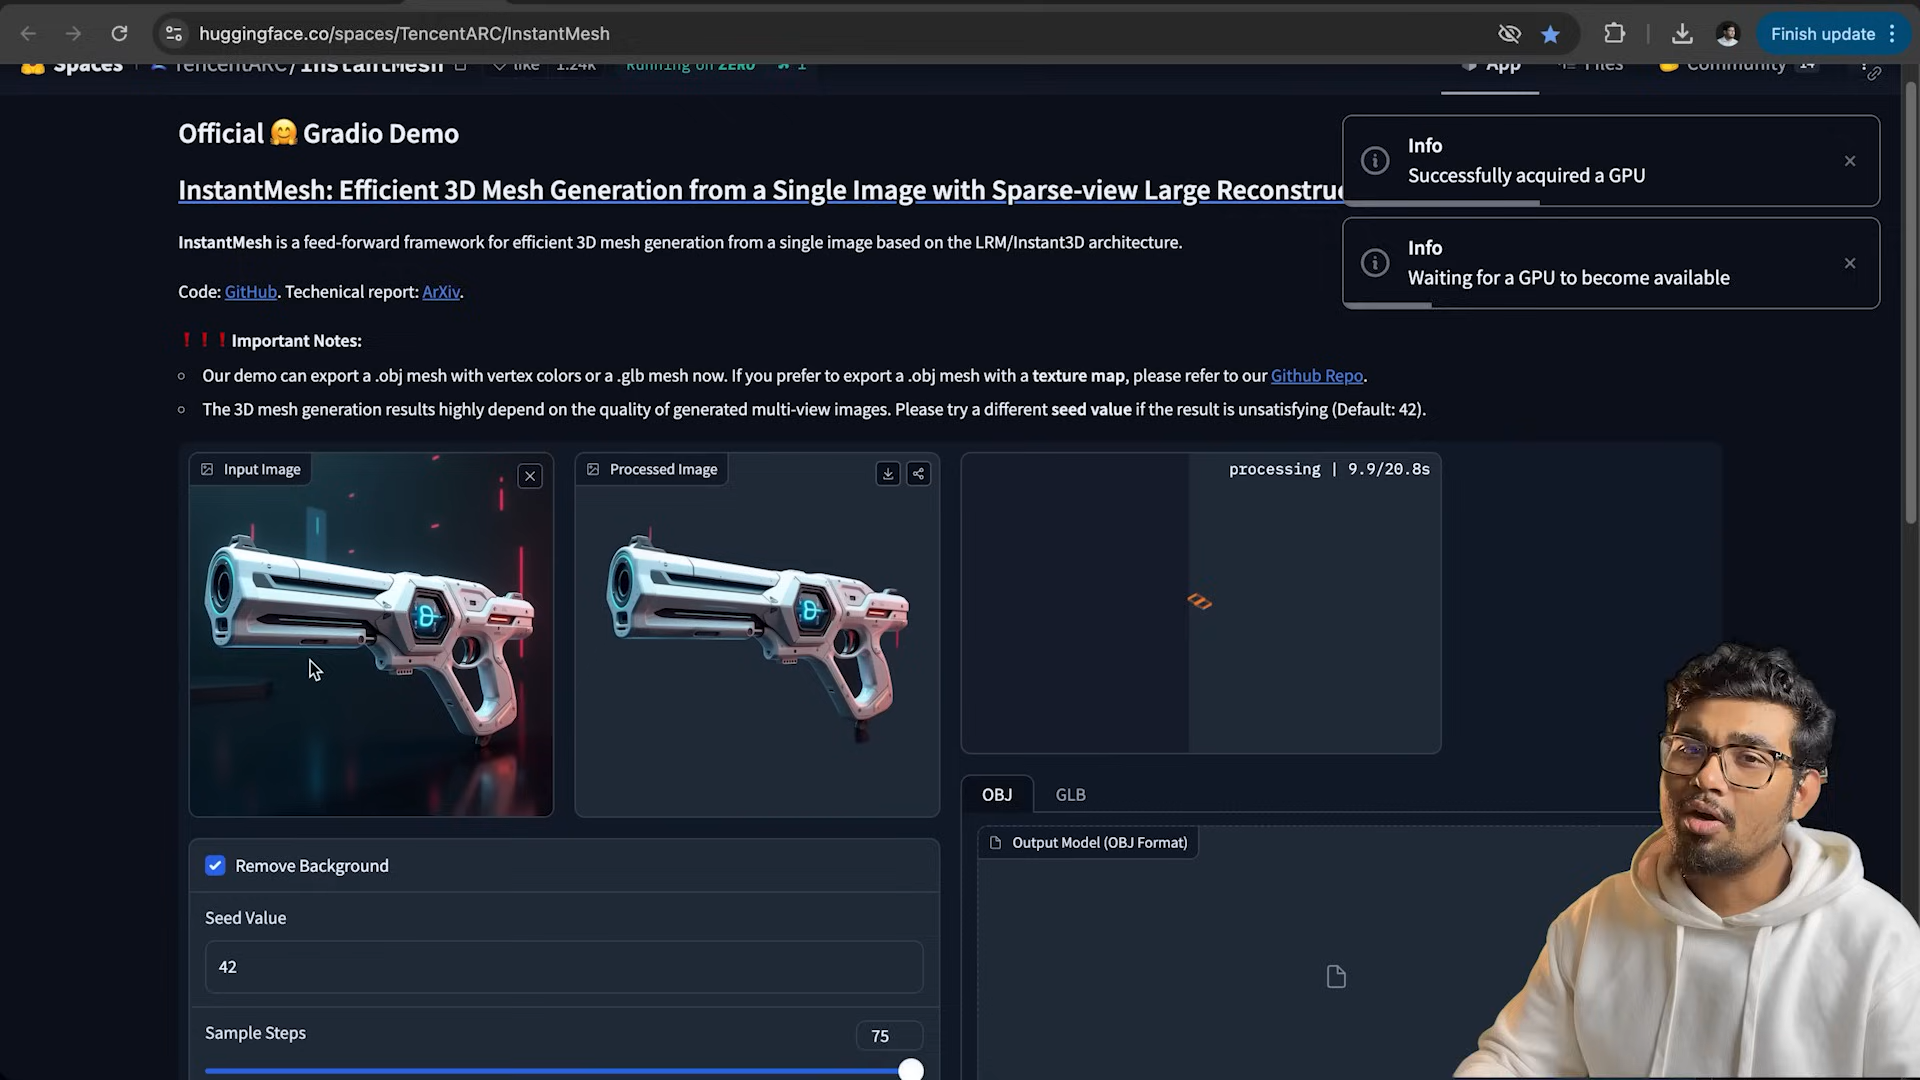 huggingface.co/spaces/TencentARC/InstantMesh
Finish update
Spaces TencentARC/InstantMesh like 1.24k Running on ZERO 1
App Files Community 14
Official 🤗 Gradio Demo
InstantMesh: Efficient 3D Mesh Generation from a Single Image with Sparse-view Large
InstantMesh is a feed-forward framework for efficient 3D mesh generation from a single image based on the LRM/Instant3D architecture.
Code: GitHub. Techenical report: ArXiv.
Info
Successfully acquired a GPU
Info
Waiting for a GPU to become available
❗❗❗Important Notes:
Our demo can export a .obj mesh with vertex colors or a .glb mesh now. If you prefer to export a .obj mesh with a texture map, please refer to our Github Repo.
The 3D mesh generation results highly depend on the quality of generated multi-view images. Please try a different seed value if the result is unsatisfying (Default: 42).
Input Image
Processed Image
processing | 9.9/20.8s
OBJ GLB
Output Model (OBJ Format)
Remove Background
Seed Value
42
Sample Steps
75